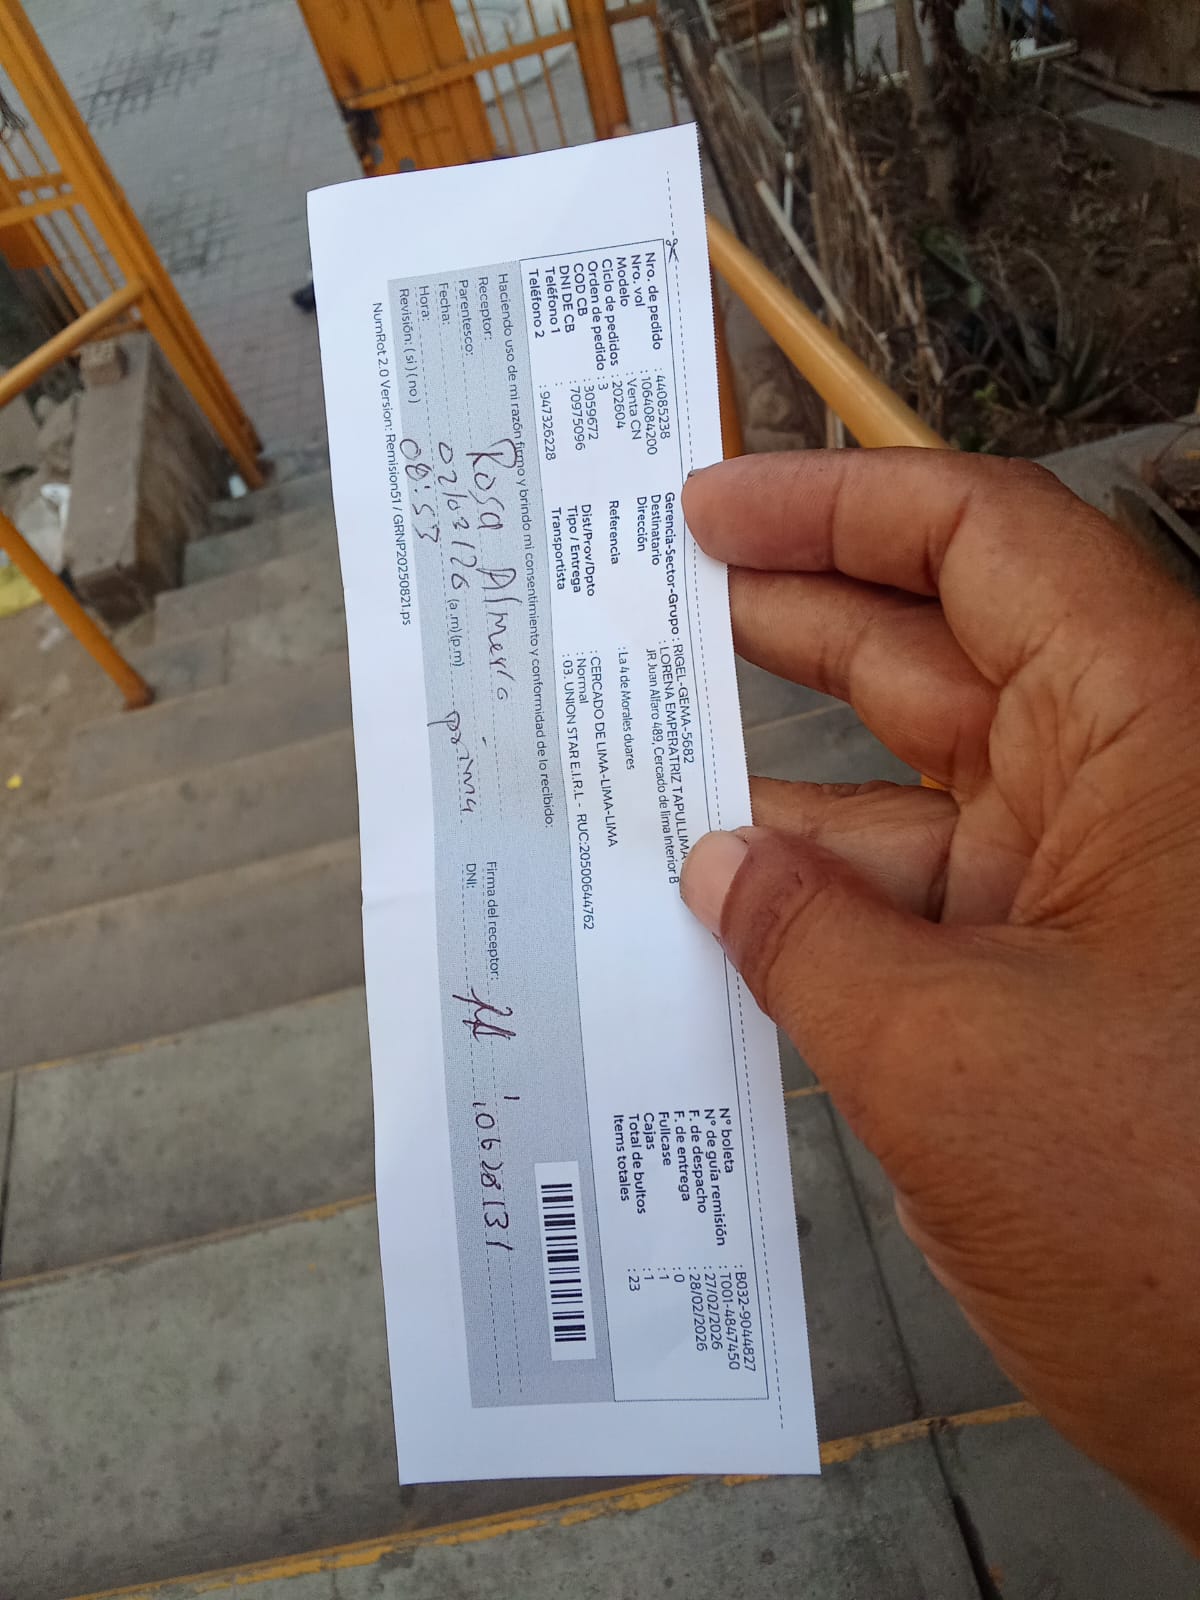 Nro. de pedido : 44085238
Nro. vol : 1064084200
Modelo : Venta CN
Ciclo de pedidos : 202604
Orden de pedido : 3
COD CB : 3059672
DNI DE CB : 70975096
Teléfono 1 :
Teléfono 2 : 947326228
Gerencia-Sector-Grupo : RIGEL-GEMA-5682
Destinatario : LORENA EMPERATRIZ TAPULLIMA
Dirección JR Juan Alfaro 489, Cercado de lima Interior B
Referencia : La 4 de Morales duares
Dist/Prov/Dpto : CERCADO DE LIMA-LIMA-LIMA
Tipo / Entrega : Normal
Transportista : 03. UNION STAR E.I.R.L - RUC:20500644762
N° boleta : B032-9044827
N° de guía remisión : T001-4847450
F. de despacho : 27/02/2026
F. de entrega : 28/02/2026
Fullcase : 0
Cajas : 1
Total de bultos : 1
Items totales : 23
Haciendo uso de mi razón firmo y brindo mi consentimiento y conformidad de lo recibido:
Receptor: Rosa
Parentesco: prima
Fecha: 02/03/26
Hora: 08:53 (a.m)(p.m)
Revisión: (si) (no)
Firma del receptor:
DNI: 10628131
NumRot 2.0 Version: Remision51 / GRNP20250821.ps